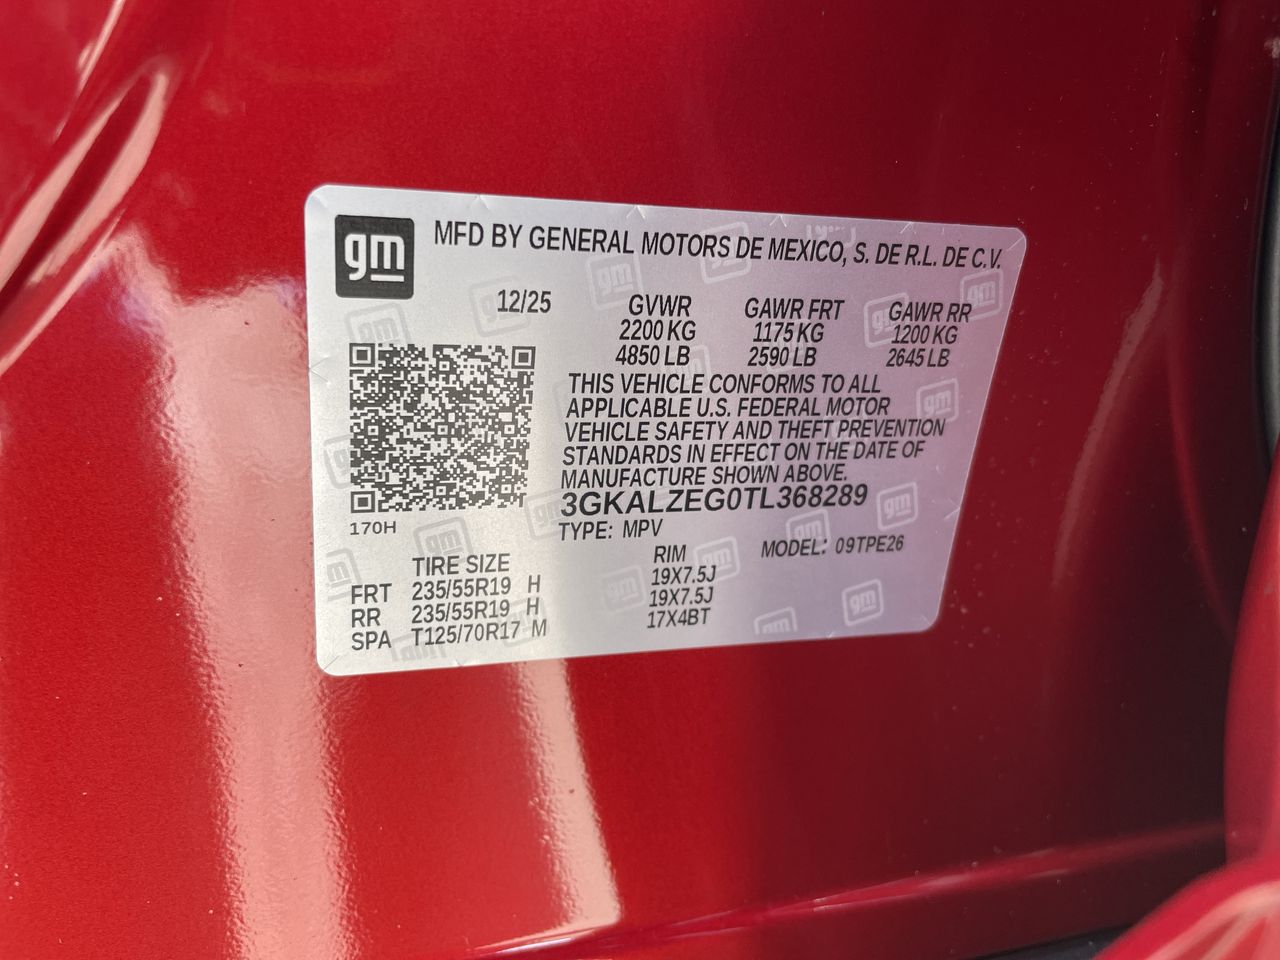 gm MFD BY GENERAL MOTORS DE MEXICO, S. DE R.L. DE C.V.
12/25 GVWR GAWR FRT GAWR RR
2200 KG 1175 KG 1200 KG
4850 LB 2590 LB 2645 LB
THIS VEHICLE CONFORMS TO ALL
APPLICABLE U.S. FEDERAL MOTOR
VEHICLE SAFETY AND THEFT PREVENTION
STANDARDS IN EFFECT ON THE DATE OF
MANUFACTURE SHOWN ABOVE.
3GKALZEG0TL368289
170H
TYPE: MPV MODEL: 09TPE26
TIRE SIZE RIM
FRT 235/55R19 H 19X7.5J
RR 235/55R19 H 19X7.5J
SPA T125/70R17 M 17X4BT